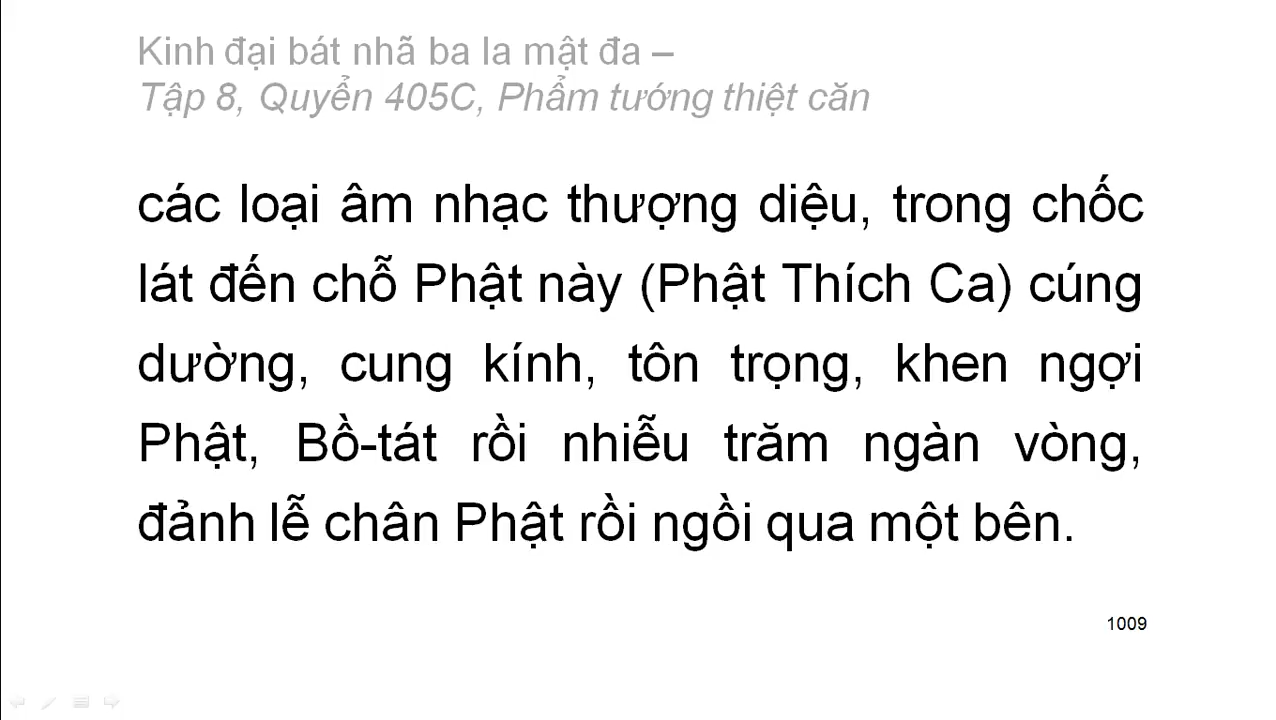 Kinh đại bát nhã ba la mật đa –
Tập 8, Quyển 405C, Phẩm tướng thiệt căn
các loại âm nhạc thượng diệu, trong chốc
lát đến chỗ Phật này (Phật Thích Ca) cúng
dường, cung kính, tôn trọng, khen ngợi
Phật, Bồ-tát rồi nhiễu trăm ngàn vòng,
đảnh lễ chân Phật rồi ngồi qua một bên.
1009